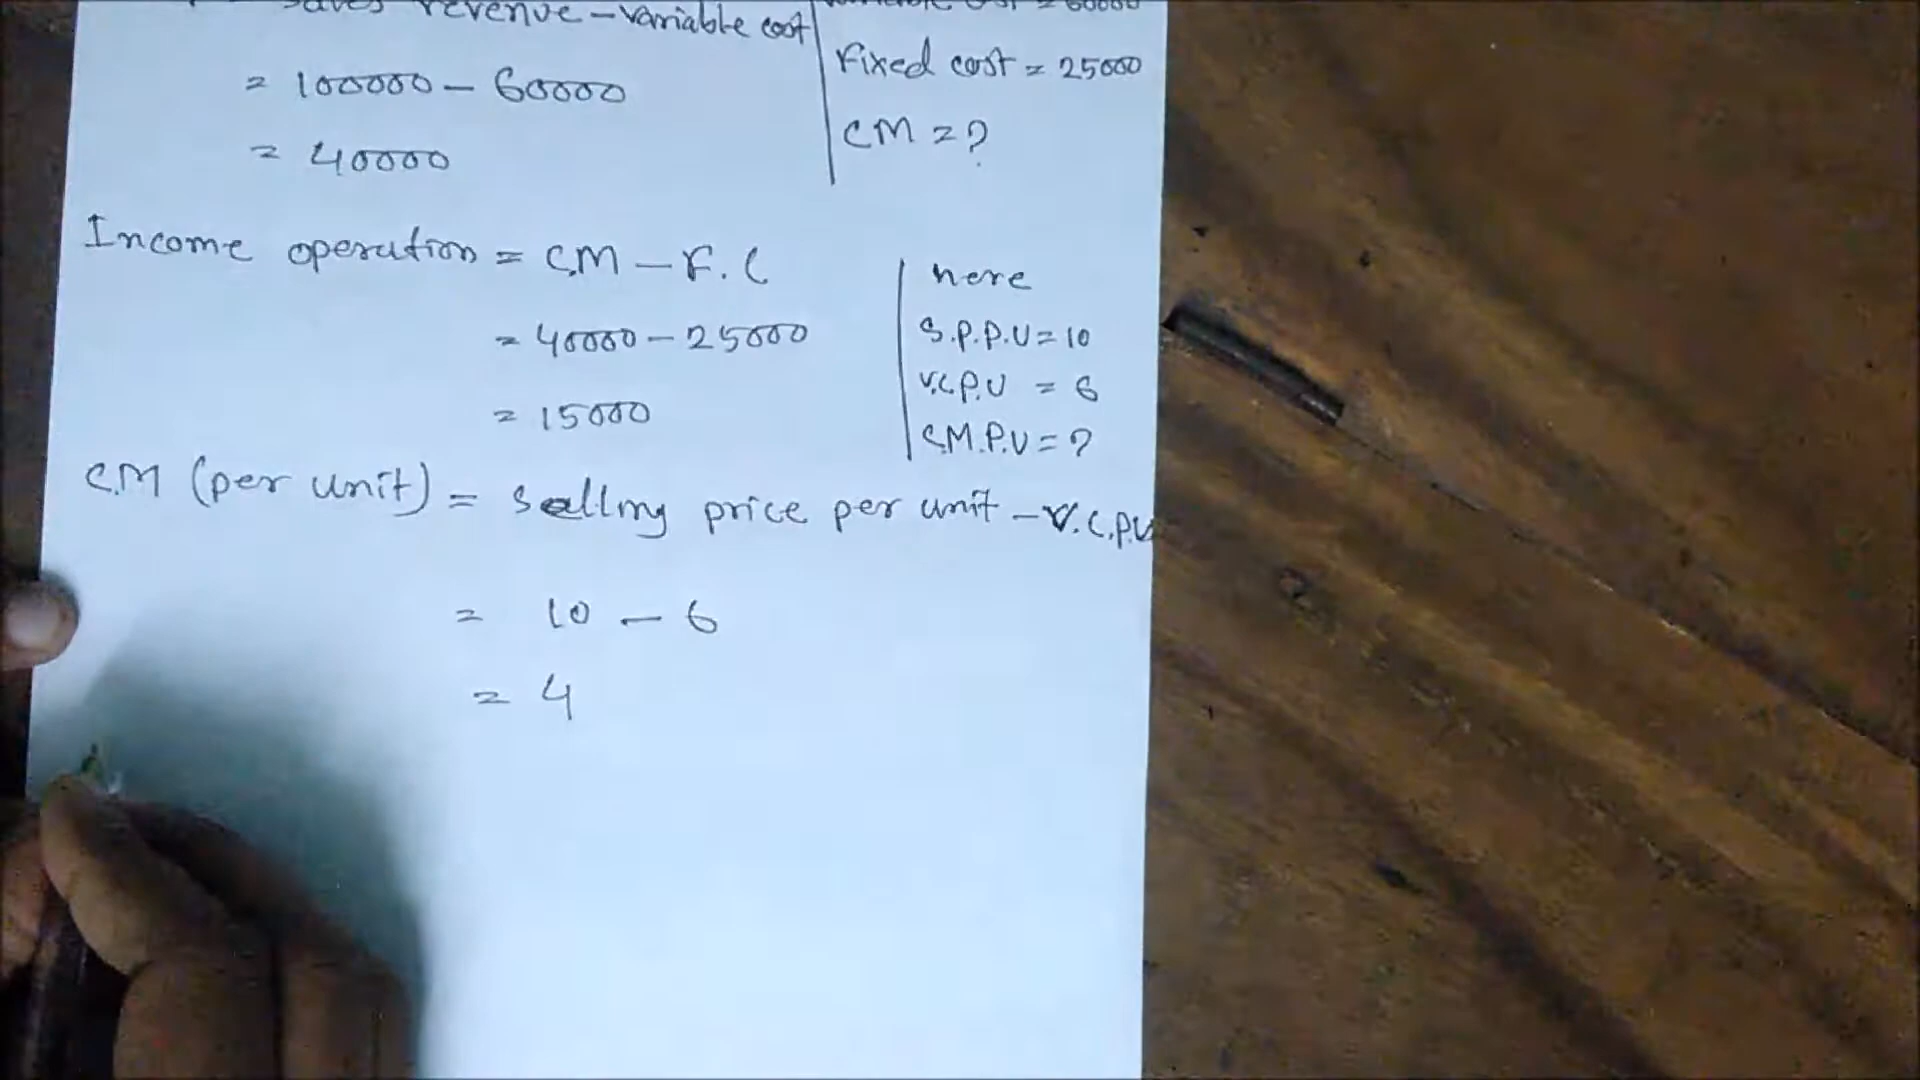 sales revenue - variable cost
= 100000 - 60000
= 40000
Fixed cost = 25000
CM = ?
Income operation = C.M - F.C
= 40000 - 25000
= 15000
here
S.P.P.U = 10
V.C.P.U = 6
C.M.P.U = ?
C.M (per unit) = Selling price per unit - V.C.P.U
= 10 - 6
= 4